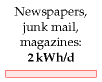 Newspapers,
junk mail,
magazines:
2 kWh/d